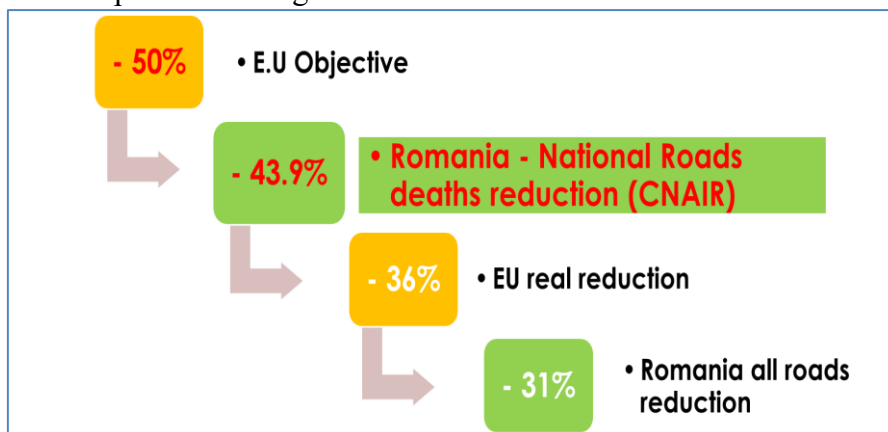 - 50%
• E.U Objective
- 43.9%
• Romania - National Roads
deaths reduction (CNAIR)
- 36%
• EU real reduction
- 31%
• Romania all roads
reduction